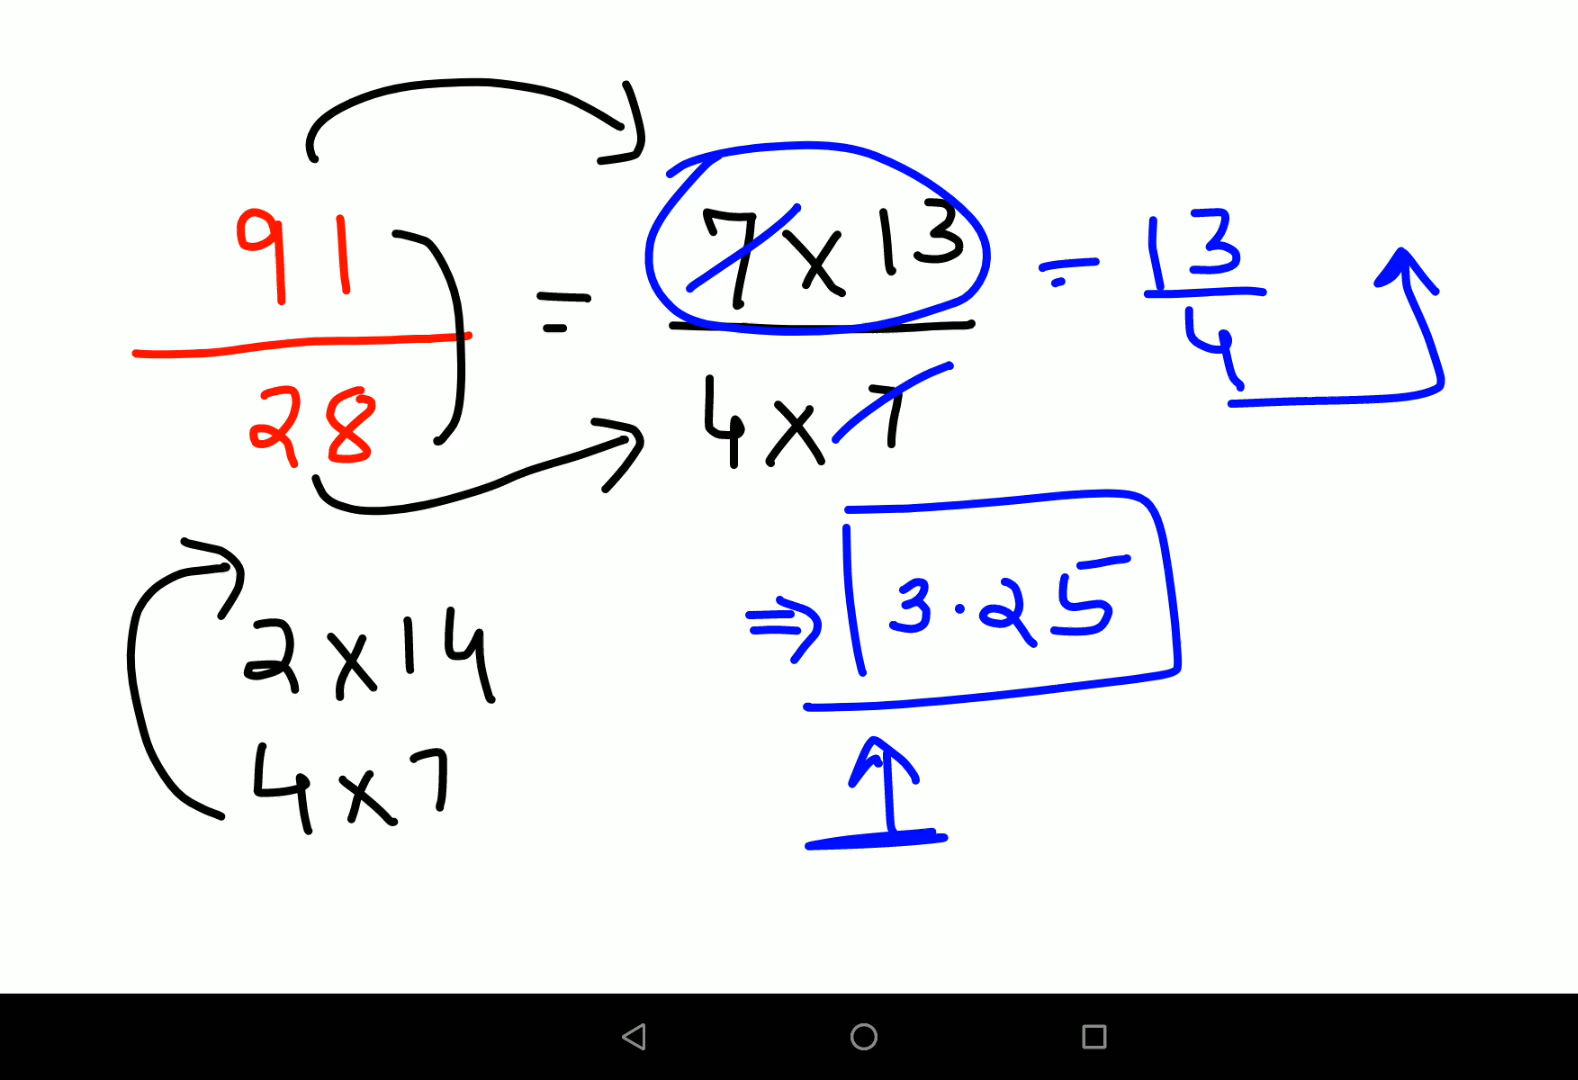 91/28 = 7x13/4x7 = 13/4
⇒ 3.25
2x14
4x7